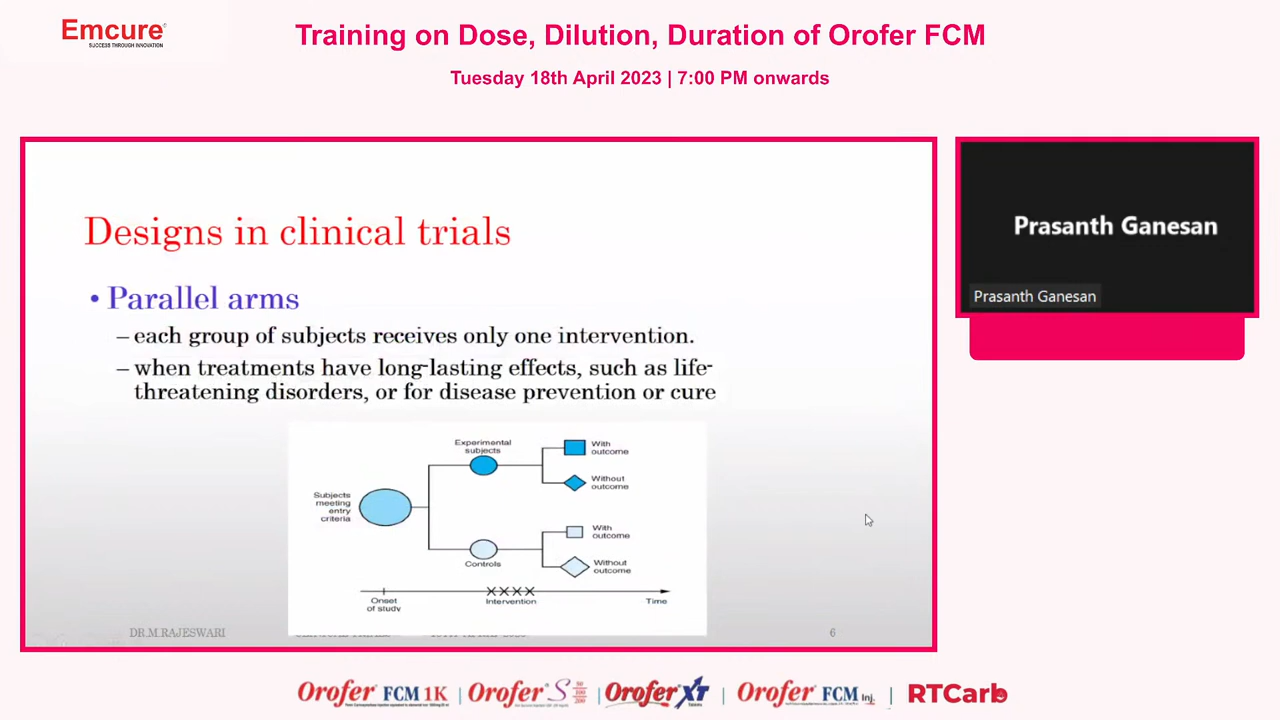 Emcure
SUCCESS THROUGH INNOVATION
Training on Dose, Dilution, Duration of Orofer FCM
Tuesday 18th April 2023 | 7:00 PM onwards
Designs in clinical trials
• Parallel arms
– each group of subjects receives only one intervention.
– when treatments have long-lasting effects, such as life-
threatening disorders, or for disease prevention or cure
Experimental
subjects
With
outcome
Without
outcome
Subjects
meeting
entry
criteria
With
outcome
Without
outcome
Controls
XXXX
Onset
of study
Intervention
Time
DR.M.RAJESWARI
6
Prasanth Ganesan
Prasanth Ganesan
Orofer FCM 1K | Orofer S | Orofer XT | Orofer FCM Inj. | RTCarb